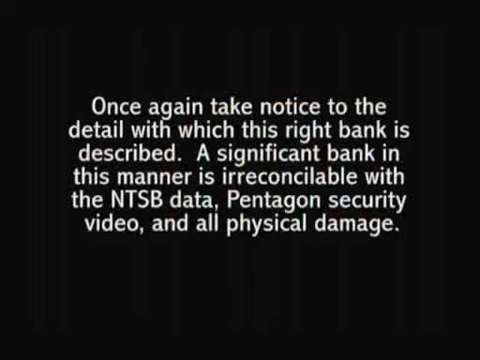 Once again take notice to the
detail with which this right bank is
described.  A significant bank in
this manner is irreconcilable with
the NTSB data, Pentagon security
video, and all physical damage.